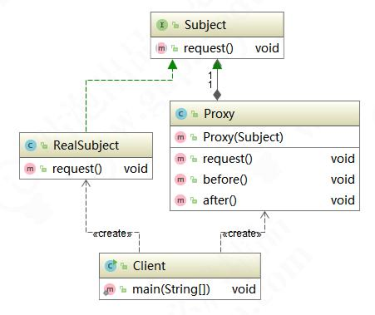 Subject
request() void
1
1
Proxy
Proxy(Subject)
request() void
before() void
after() void
RealSubject
request() void
«create»
«create»
Client
main(String[]) void